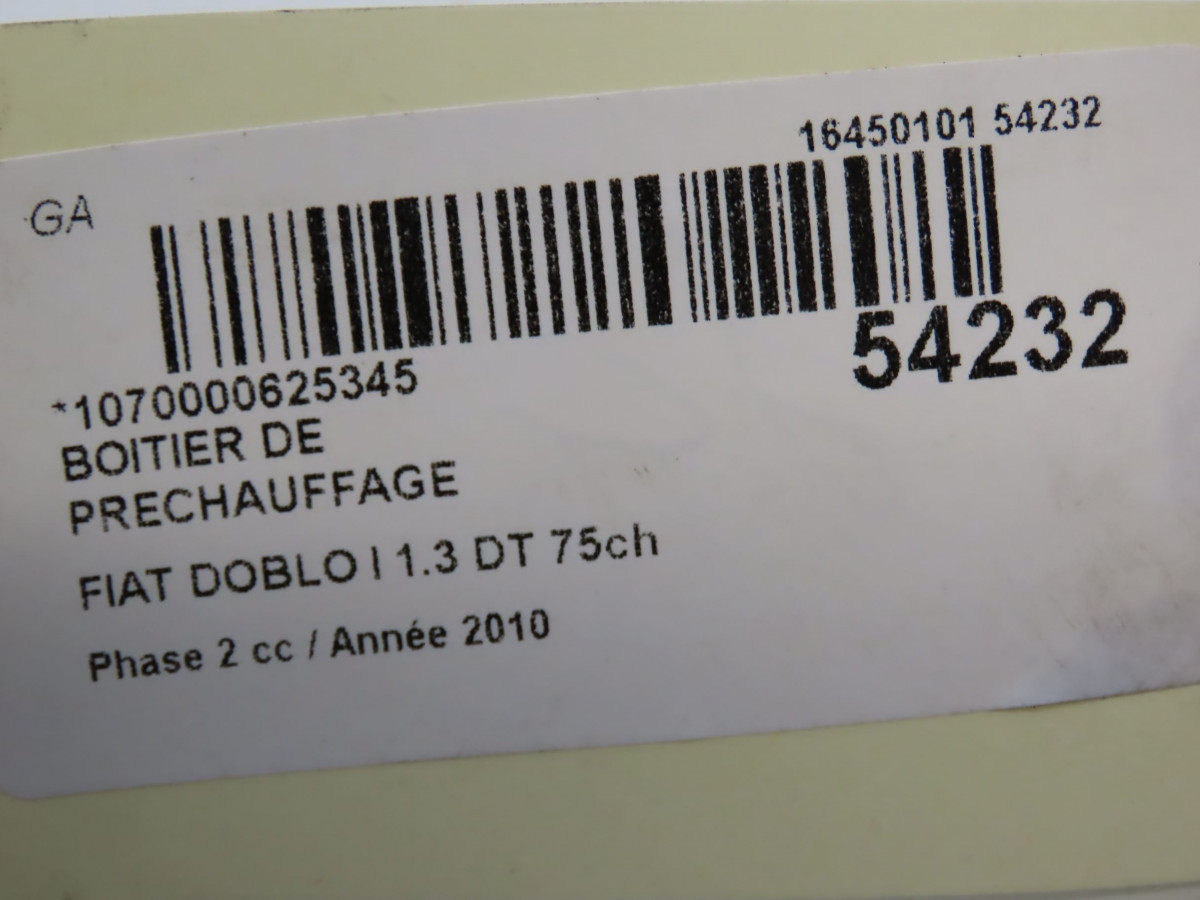 16450101 54232
GA
54232
*1070000625345
BOITIER DE
PRECHAUFFAGE
FIAT DOBLO I 1.3 DT 75ch
Phase 2 cc / Année 2010